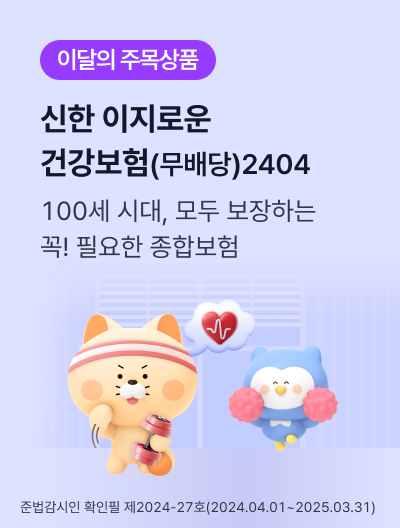 이달의 주목상품
신한 이지로운
건강보험(무배당)2404
100세 시대, 모두 보장하는
꼭! 필요한 종합보험
준법감시인 확인필 제2024-27호(2024.04.01~2025.03.31)